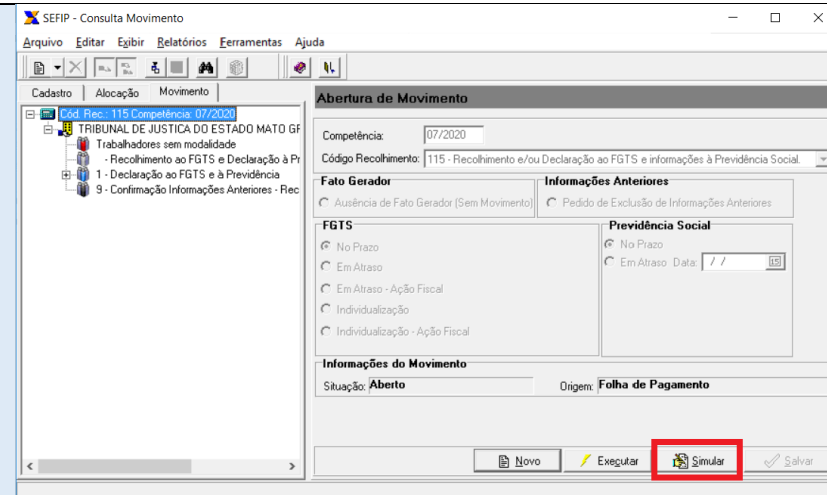 SEFIP - Consulta Movimento
Arquivo Editar Exibir Relatórios Ferramentas Ajuda
Cadastro Alocação Movimento
Cód. Rec.: 115 Competência: 07/2020
TRIBUNAL DE JUSTICA DO ESTADO MATO GR
Trabalhadores sem modalidade
- Recolhimento ao FGTS e Declaração à Pr
1 - Declaração ao FGTS e à Previdência
9 - Confirmação Informações Anteriores - Rec
Abertura de Movimento
Competência: 07/2020
Código Recolhimento: 115 - Recolhimento e/ou Declaração ao FGTS e informações à Previdência Social.
Fato Gerador
Ausência de Fato Gerador (Sem Movimento)
Informações Anteriores
Pedido de Exclusão de Informações Anteriores
FGTS
No Prazo
Em Atraso
Em Atraso - Ação Fiscal
Individualização
Individualização - Ação Fiscal
Previdência Social
No Prazo
Em Atraso Data: / / 15
Informações do Movimento
Situação: Aberto Origem: Folha de Pagamento
Novo Executar Simular Salvar